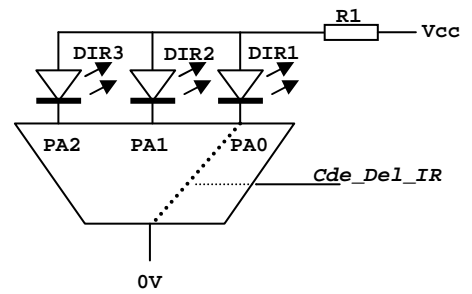 R1
Vcc
DIR3 DIR2 DIR1
PA2 PA1 PA0
Cde_Del_IR
0V